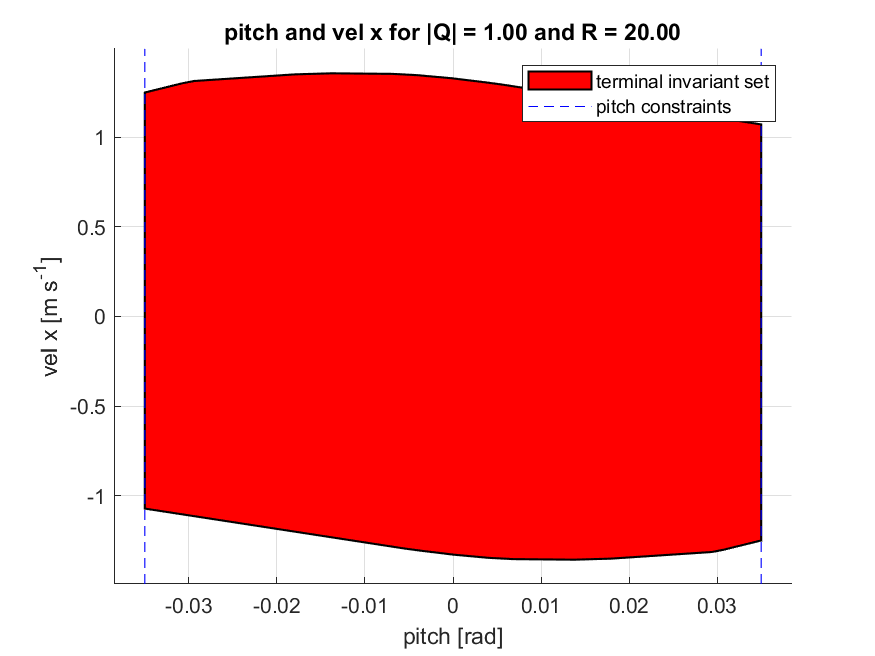 pitch and vel x for |Q| = 1.00 and R = 20.00
terminal invariant set
pitch constraints
1
0.5
0
-0.5
-1
vel x [m s⁻¹]
-0.03 -0.02 -0.01 0 0.01 0.02 0.03
pitch [rad]